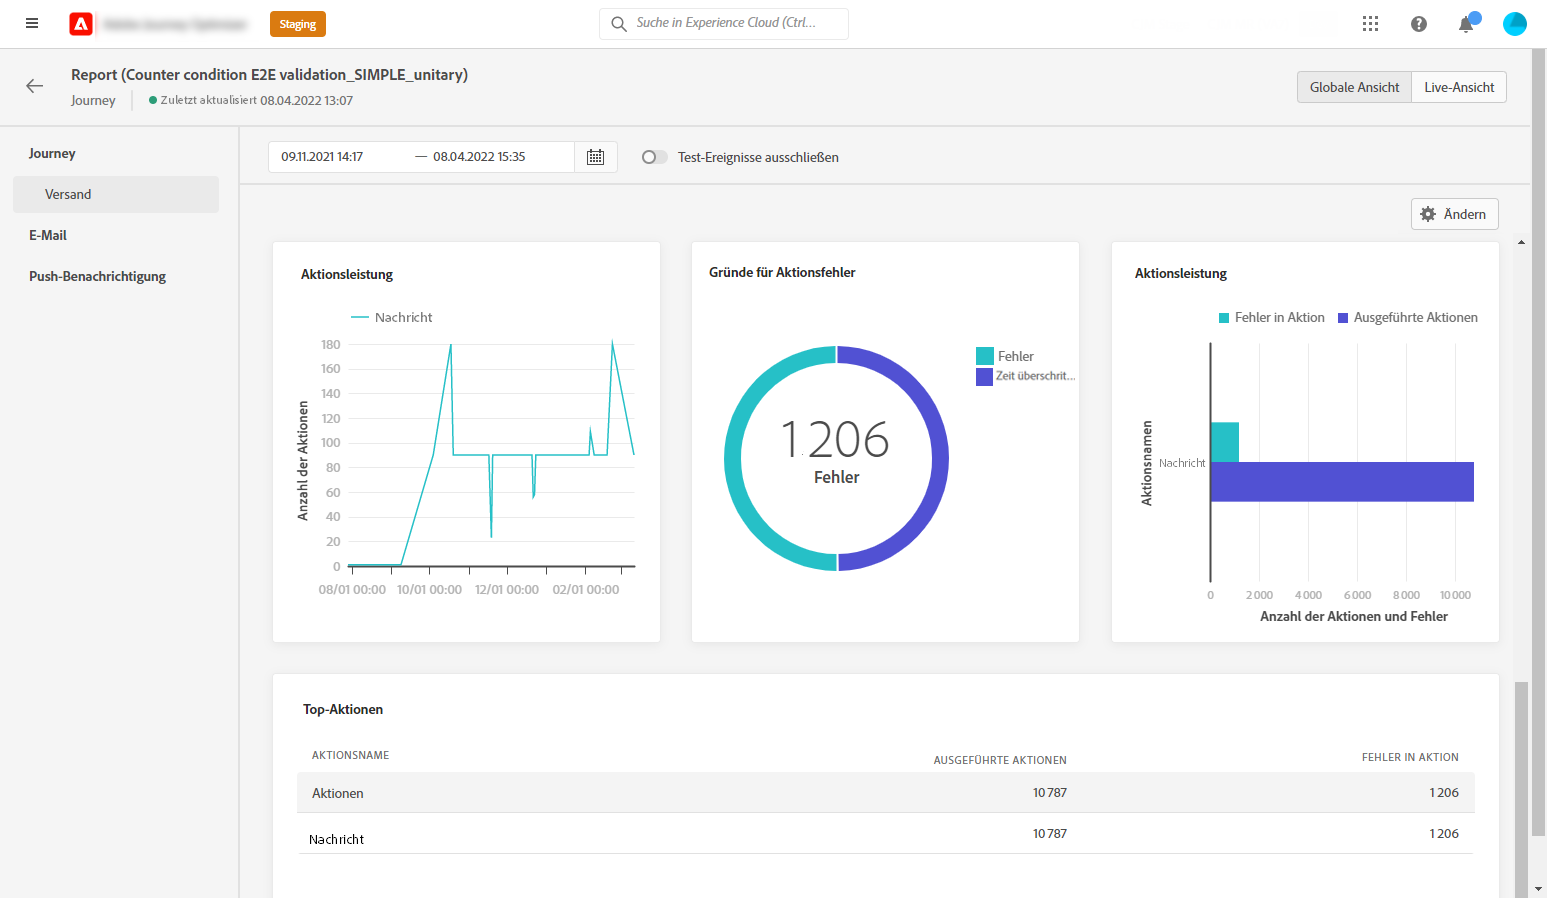 Staging
Suche in Experience Cloud (Ctrl...
Report (Counter condition E2E validation_SIMPLE_unitary)
Journey
Zuletzt aktualisiert 08.04.2022 13:07
Globale Ansicht
Live-Ansicht
Journey
Versand
E-Mail
Push-Benachrichtigung
09.11.2021 14:17 — 08.04.2022 15:35
Test-Ereignisse ausschließen
Ändern
Aktionsleistung
Nachricht
Anzahl der Aktionen
180
160
140
120
100
80
60
40
20
0
08/01 00:00 10/01 00:00 12/01 00:00 02/01 00:00
Gründe für Aktionsfehler
Fehler
Zeit überschrit...
1.206
Fehler
Aktionsleistung
Fehler in Aktion Ausgeführte Aktionen
Aktionsnamen
Nachricht
0 2 000 4 000 6 000 8 000 10 000
Anzahl der Aktionen und Fehler
Top-Aktionen
AKTIONSNAME AUSGEFÜHRTE AKTIONEN FEHLER IN AKTION
Aktionen 10 787 1 206
Nachricht 10 787 1 206